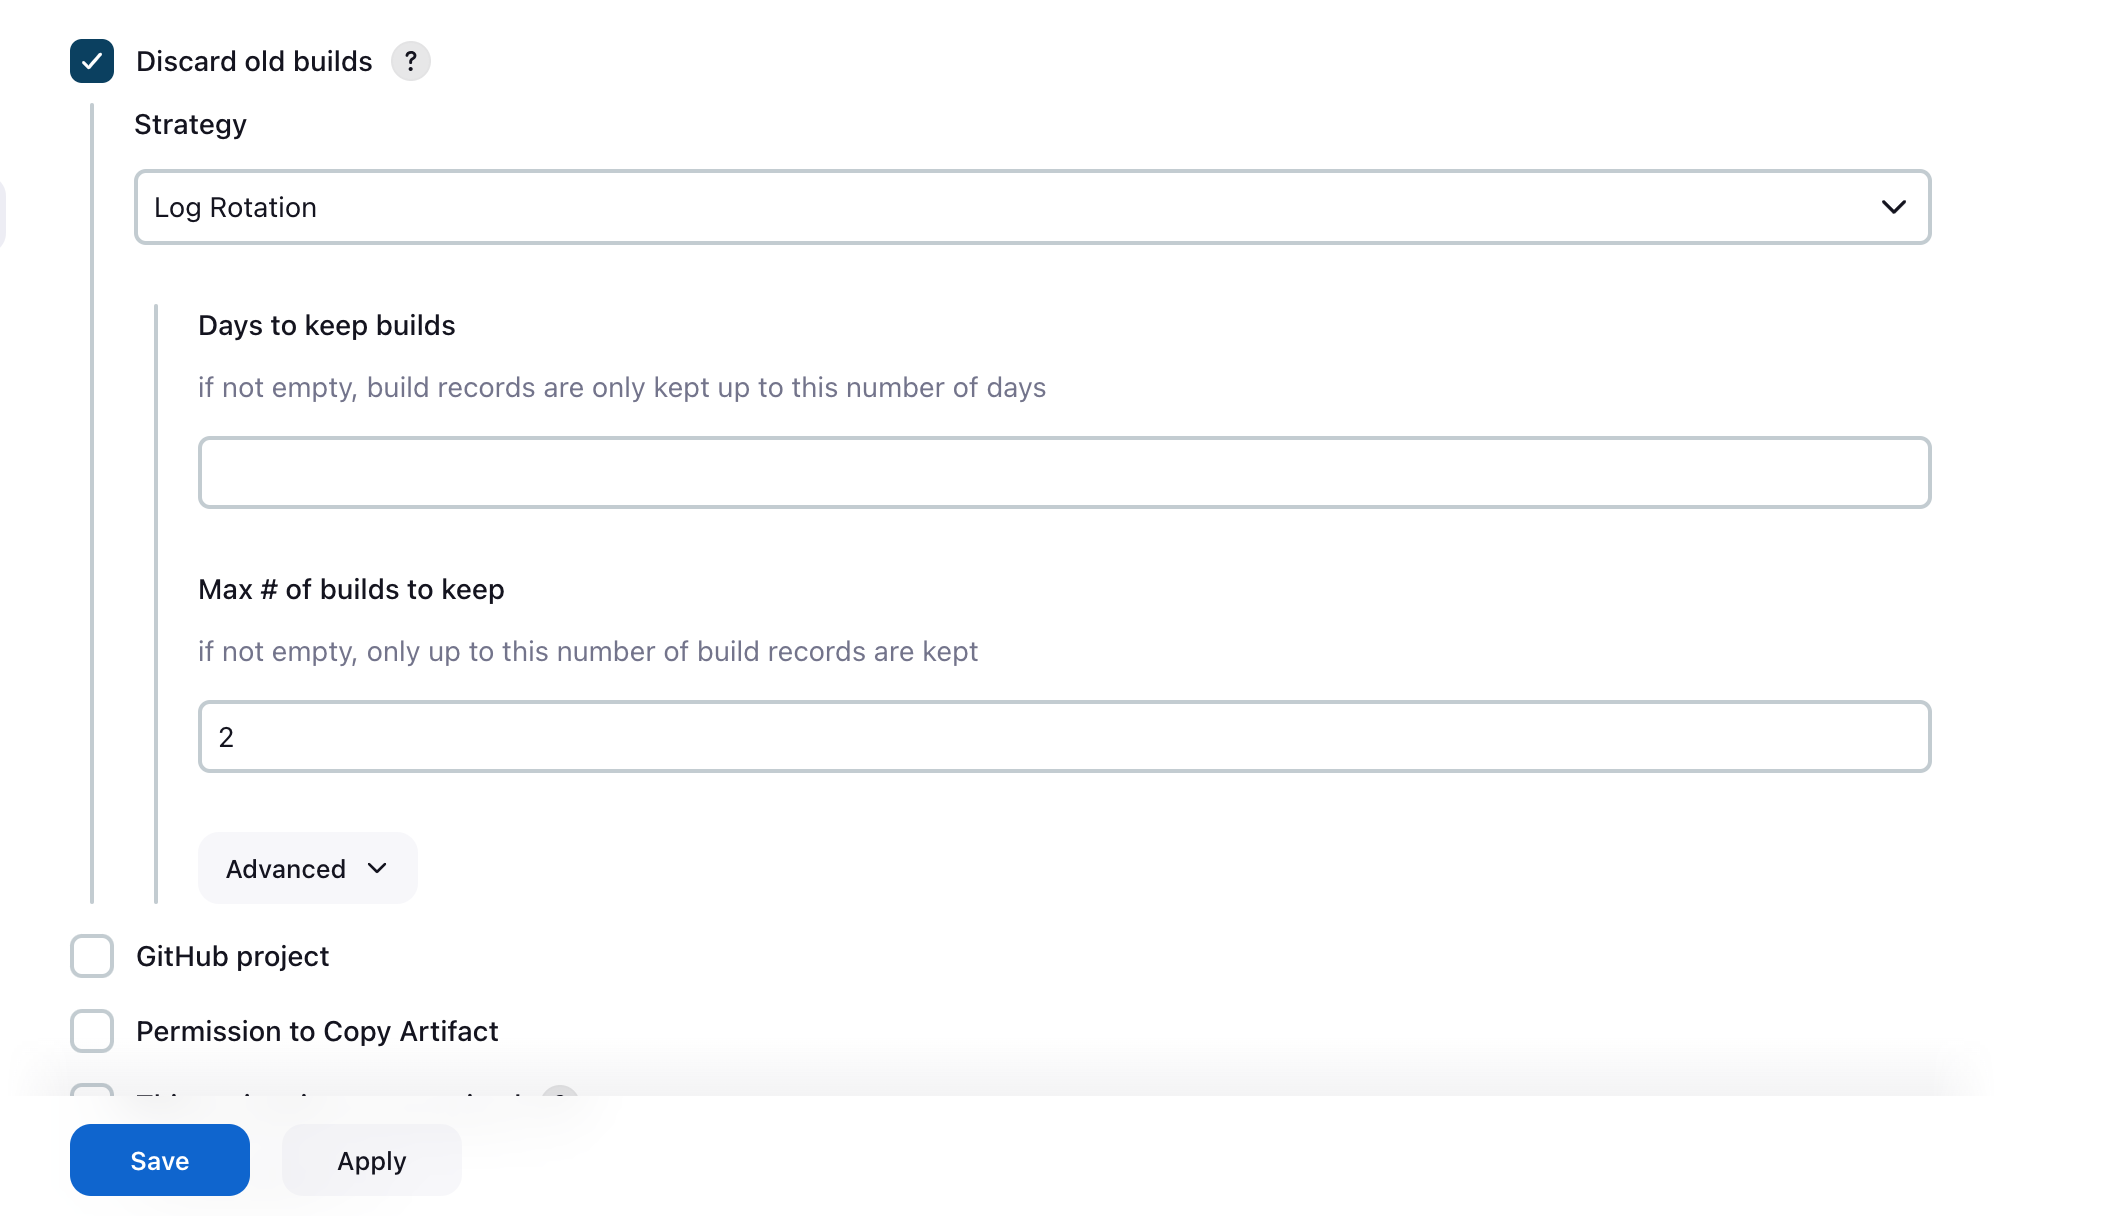 Discard old builds ?
Strategy
Log Rotation
Days to keep builds
if not empty, build records are only kept up to this number of days
Max # of builds to keep
if not empty, only up to this number of build records are kept
2
Advanced
GitHub project
Permission to Copy Artifact
Save
Apply